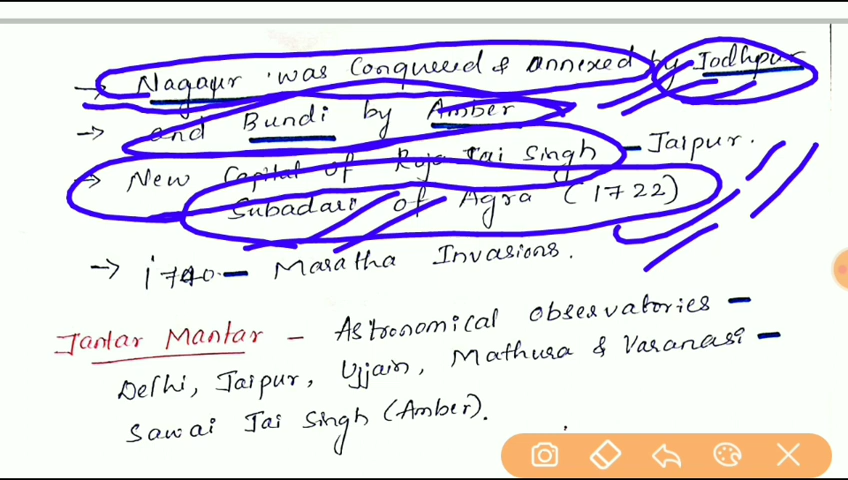 → Nagaur was conquered & annexed by Jodhpur
→ and Bundi by Amber
→ New Capital of Raja Jai Singh - Jaipur.
Subadari of Agra (1722)
→ 1740 - Maratha Invasions.
Jantar Mantar - Astronomical observatories -
Delhi, Jaipur, Ujjain, Mathura & Varanasi -
Sawai Jai Singh (Amber).